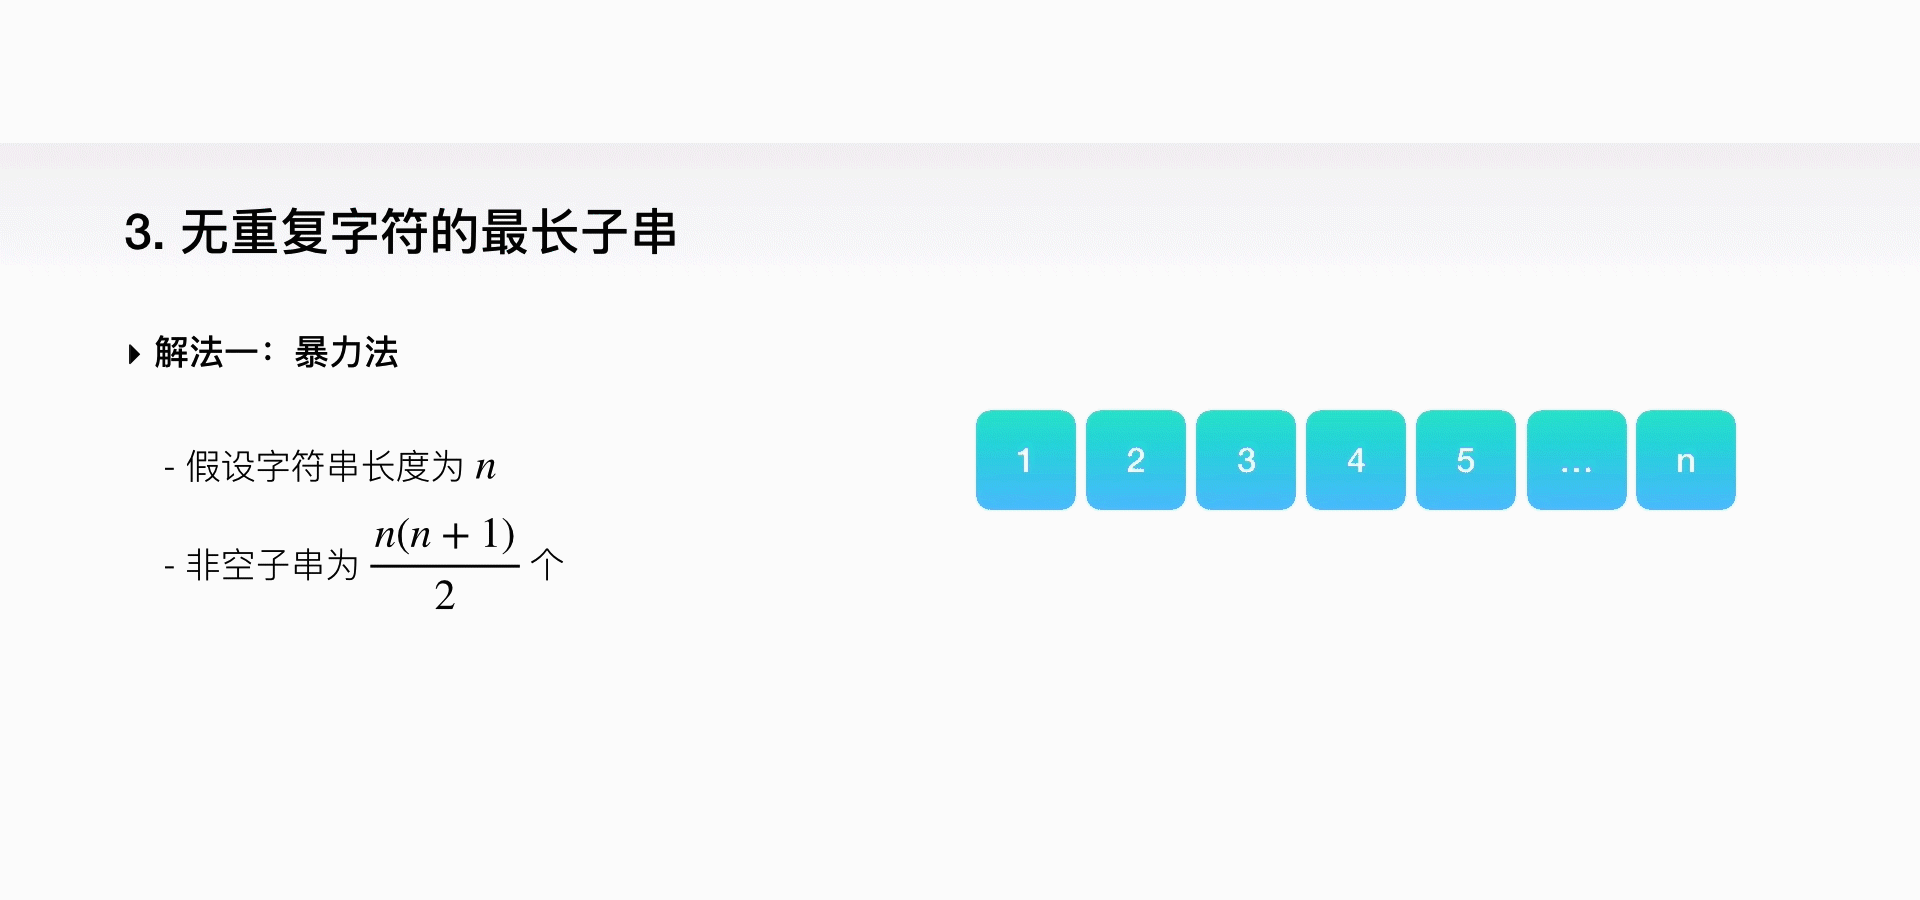 3. 无重复字符的最长子串
解法一：暴力法
- 假设字符串长度为 n
- 非空子串为 n(n + 1)/2 个
1 2 3 4 5 ... n